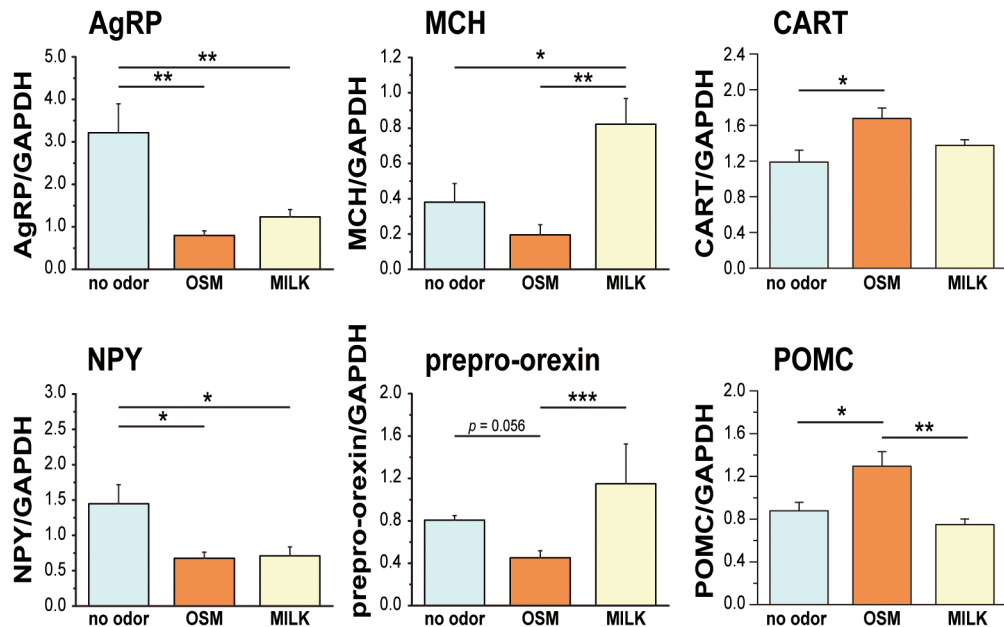 AgRP
AgRP/GAPDH
5.0
4.0
3.0
2.0
1.0
0.0
**
**
no odor OSM MILK
MCH
MCH/GAPDH
1.2
1.0
0.8
0.6
0.4
0.2
0.0
*
**
no odor OSM MILK
CART
CART/GAPDH
2.4
1.8
1.6
1.2
1.6
0.0
*
no odor OSM MILK
NPY
NPY/GAPDH
3.0
2.5
2.0
1.5
1.0
0.5
0.0
*
*
no odor OSM MILK
prepro-orexin
prepro-orexin/GAPDH
2.0
1.6
1.2
0.8
0.4
0.0
***
p = 0.056
no odor OSM MILK
POMC
POMC/GAPDH
2.0
1.6
1.2
0.8
0.4
0.0
* **
no odor OSM MILK